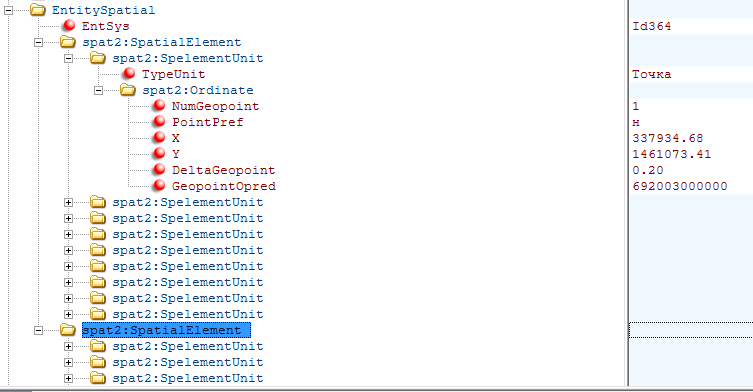 EntitySpatial
EntSys Id364
spat2:SpatialElement
spat2:SpelementUnit
TypeUnit Точка
spat2:Ordinate
NumGeopoint 1
PointPref н
X 337934.68
Y 1461073.41
DeltaGeopoint 0.20
GeopointOpred 692003000000
spat2:SpelementUnit
spat2:SpelementUnit
spat2:SpelementUnit
spat2:SpelementUnit
spat2:SpelementUnit
spat2:SpelementUnit
spat2:SpelementUnit
spat2:SpelementUnit
spat2:SpatialElement
spat2:SpelementUnit
spat2:SpelementUnit
spat2:SpelementUnit